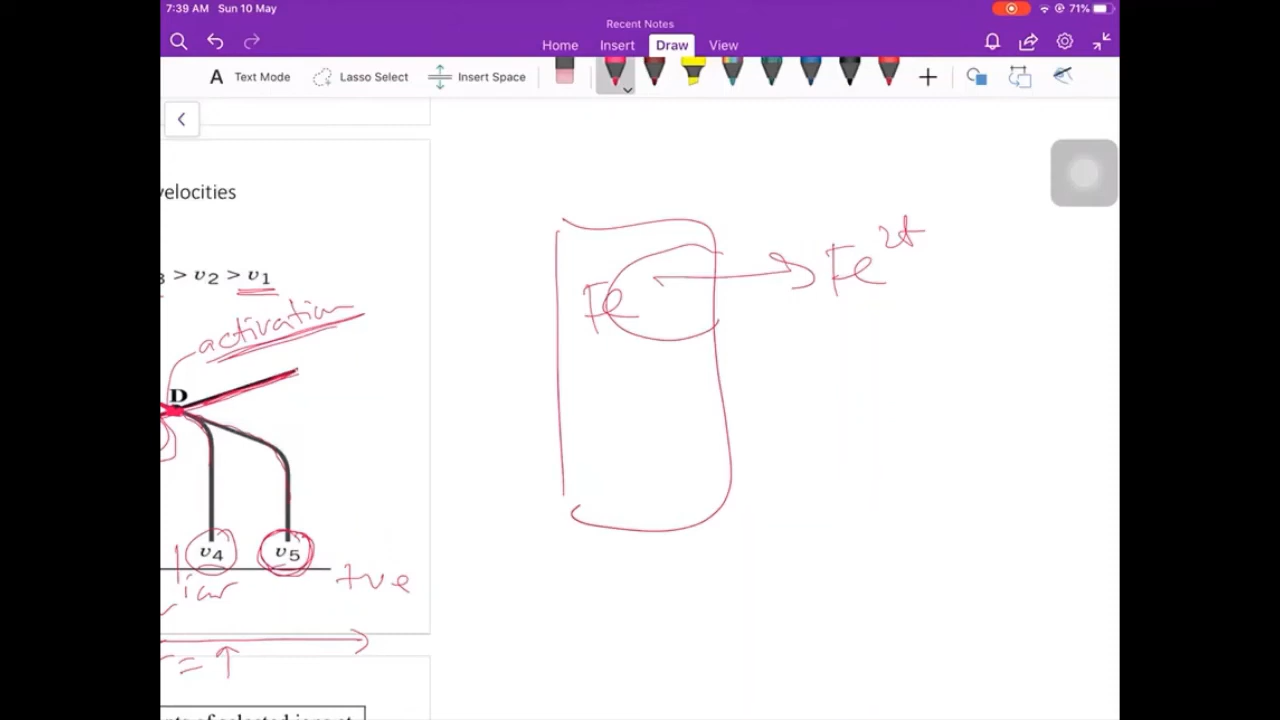 7:39 AM Sun 10 May
71%
Recent Notes
Home Insert Draw View
A Text Mode Lasso Select Insert Space
velocities
> v2 > v1
activation
D
Fe
Fe2+
v4
v5
+ve
= ↑